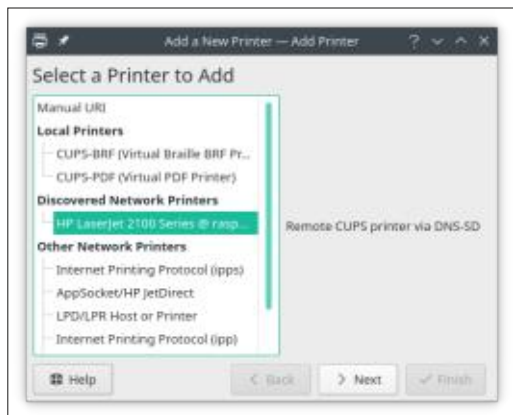 Add a New Printer — Add Printer
Select a Printer to Add
Manual URI
Local Printers
CUPS-BRF (Virtual Braille BRF Pr...
CUPS-PDF (Virtual PDF Printer)
Discovered Network Printers
HP LaserJet 2100 Series @ rasp...
Remote CUPS printer via DNS-SD
Other Network Printers
Internet Printing Protocol (ipps)
AppSocket/HP JetDirect
LPD/LPR Host or Printer
Internet Printing Protocol (ipp)
Help < Back > Next Finish